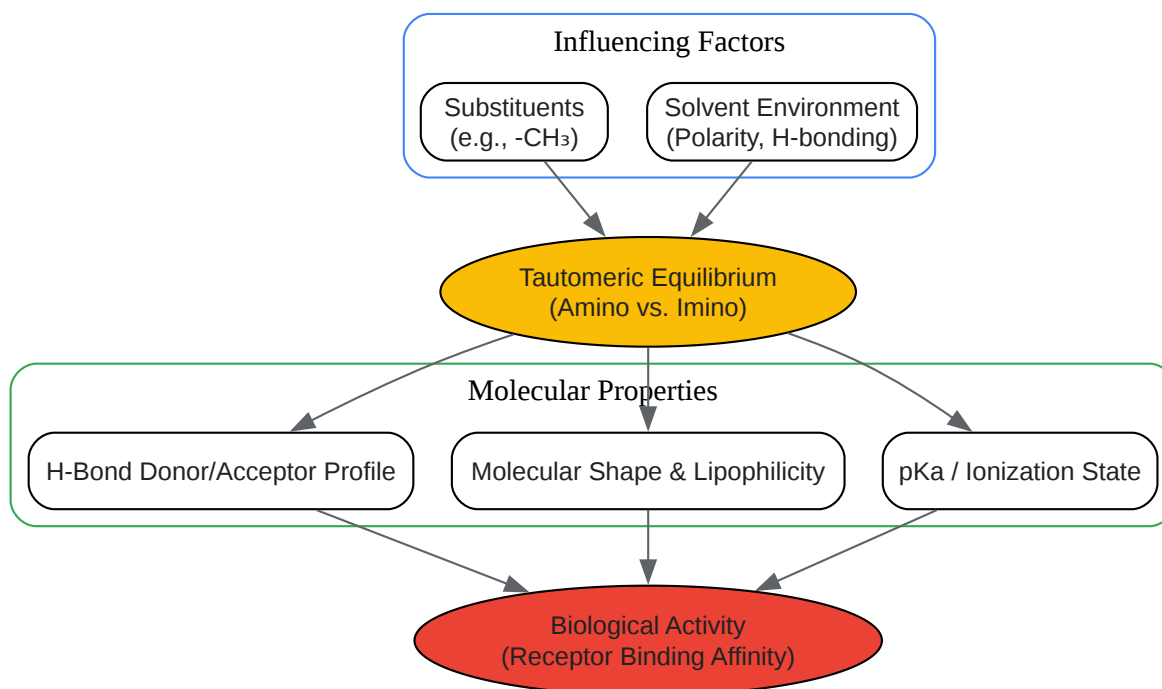 Influencing Factors
Substituents
(e.g., -CH₃)
Solvent Environment
(Polarity, H-bonding)
Tautomeric Equilibrium
(Amino vs. Imino)
Molecular Properties
H-Bond Donor/Acceptor Profile
Molecular Shape & Lipophilicity
pKa / Ionization State
Biological Activity
(Receptor Binding Affinity)